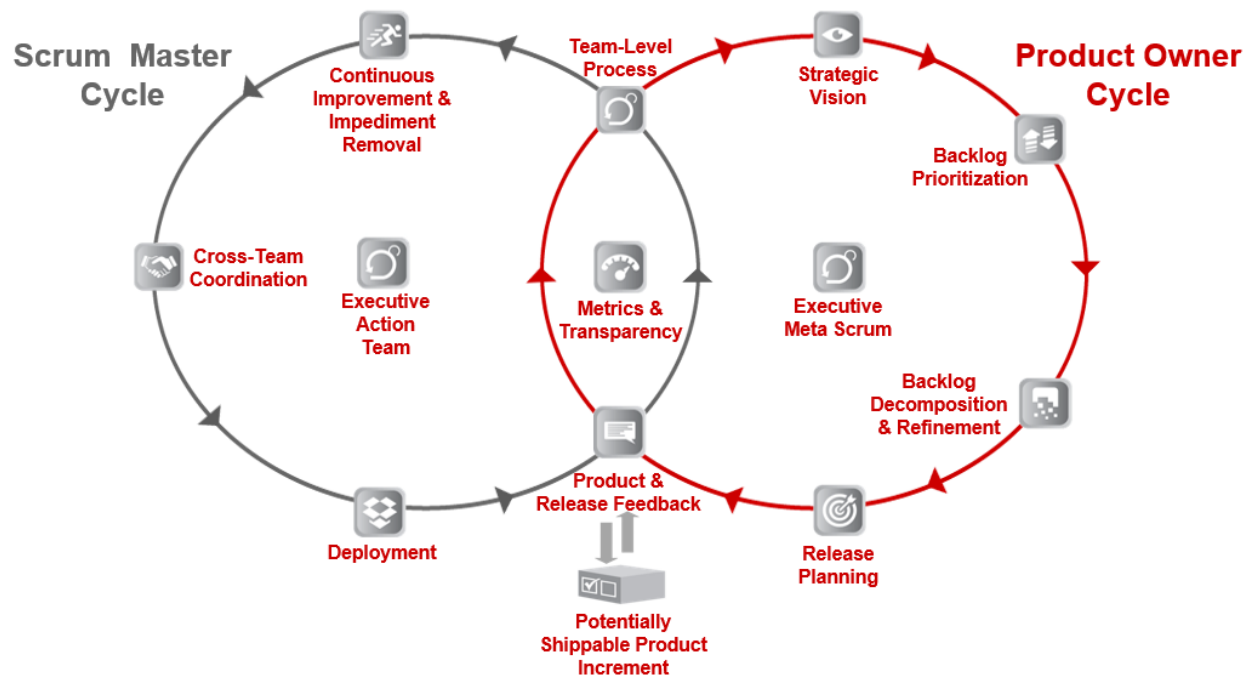 Scrum Master
Cycle
Product Owner
Cycle
Team-Level
Process
Continuous
Improvement &
Impediment
Removal
Strategic
Vision
Backlog
Prioritization
Cross-Team
Coordination
Executive
Action
Team
Metrics &
Transparency
Executive
Meta Scrum
Backlog
Decomposition
& Refinement
Product &
Release Feedback
Deployment
Release
Planning
Potentially
Shippable Product
Increment